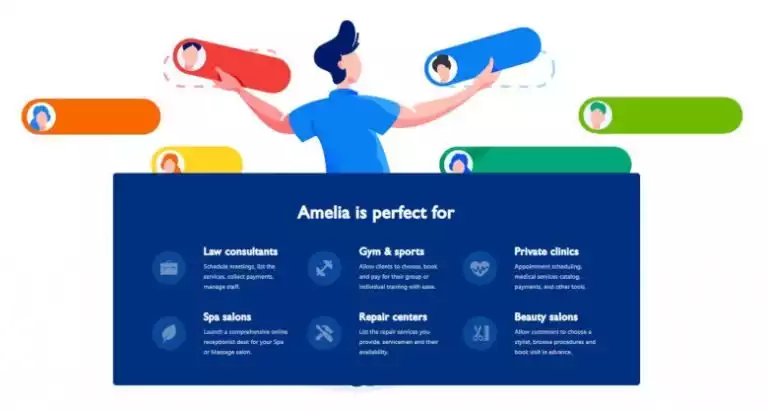 Amelia is perfect for
Law consultants
Schedule meetings, list the
services, collect payments,
manage staff.
Gym & sports
Allow clients to choose, book
and pay for their group or
individual training with ease.
Private clinics
Appointment scheduling,
medical services catalog,
payments, and other tools.
Spa salons
Launch a comprehensive online
receptionist desk for your Spa
or Massage salon.
Repair centers
List the repair services you
provide, servicemen and their
availability.
Beauty salons
Allow customers to choose a
stylist, browse procedures and
book visit in advance.